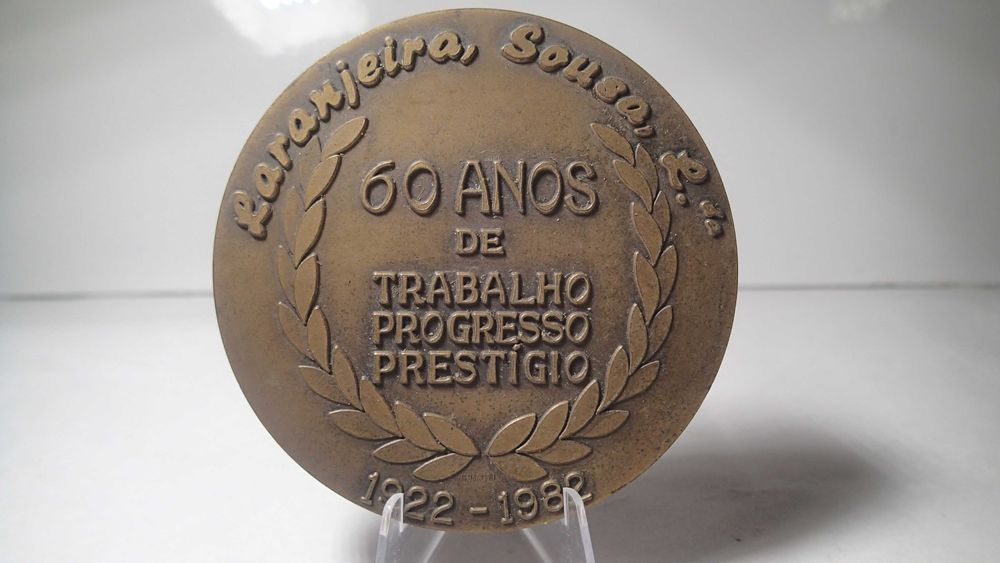 Laranjeira, Sousa, L.da
60 ANOS
DE
TRABALHO
PROGRESSO
PRESTÍGIO
1922 - 1982